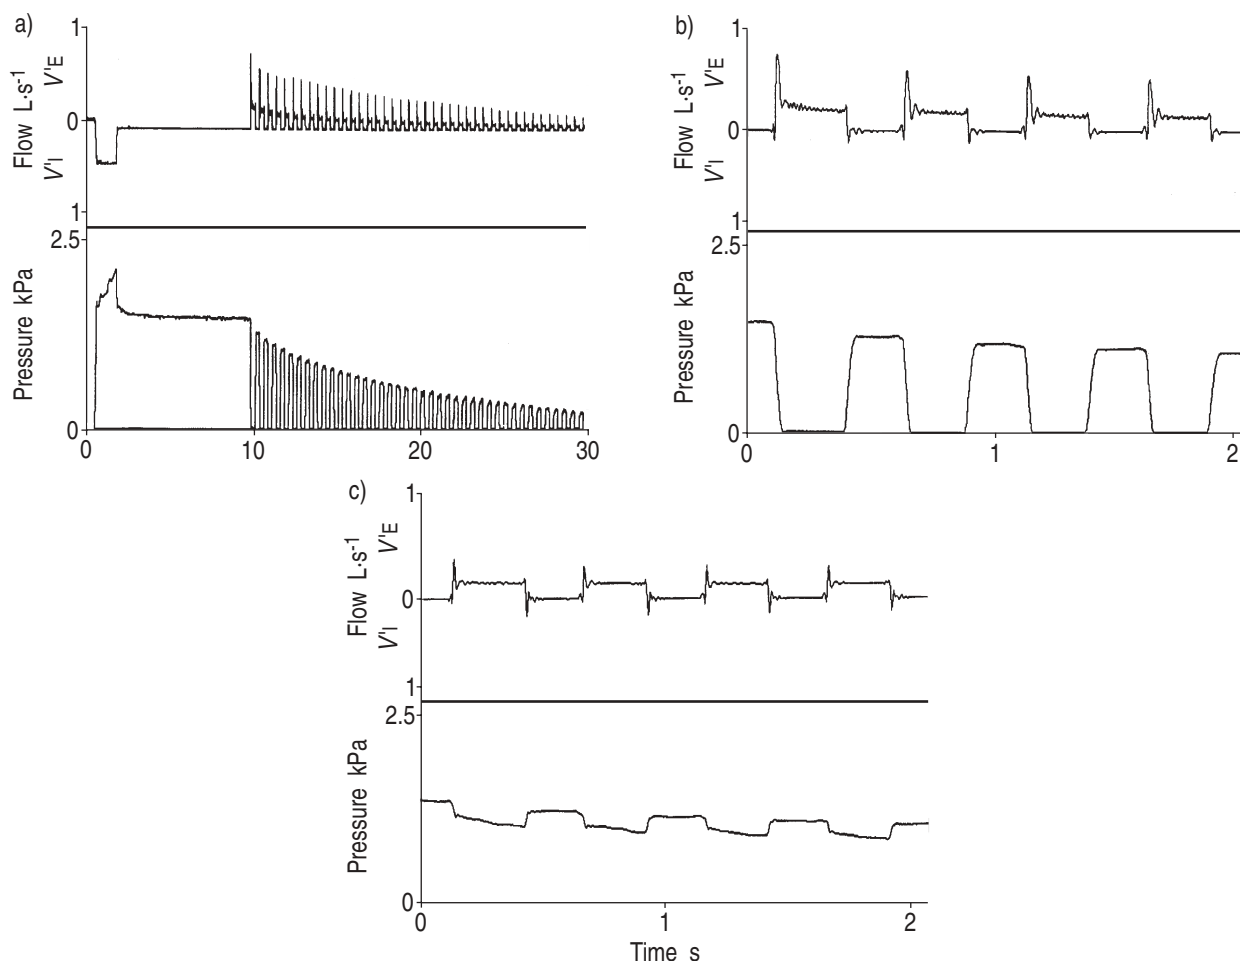 a)
1
Flow L·s-1
V'E
0
V'I
1
2.5
Pressure kPa
0
0 10 20 30
b)
1
Flow L·s-1
V'E
0
V'I
1
2.5
Pressure kPa
0
0 1 2
c)
1
Flow L·s-1
V'E
0
V'I
1
2.5
Pressure kPa
0
0 1 2
Time s